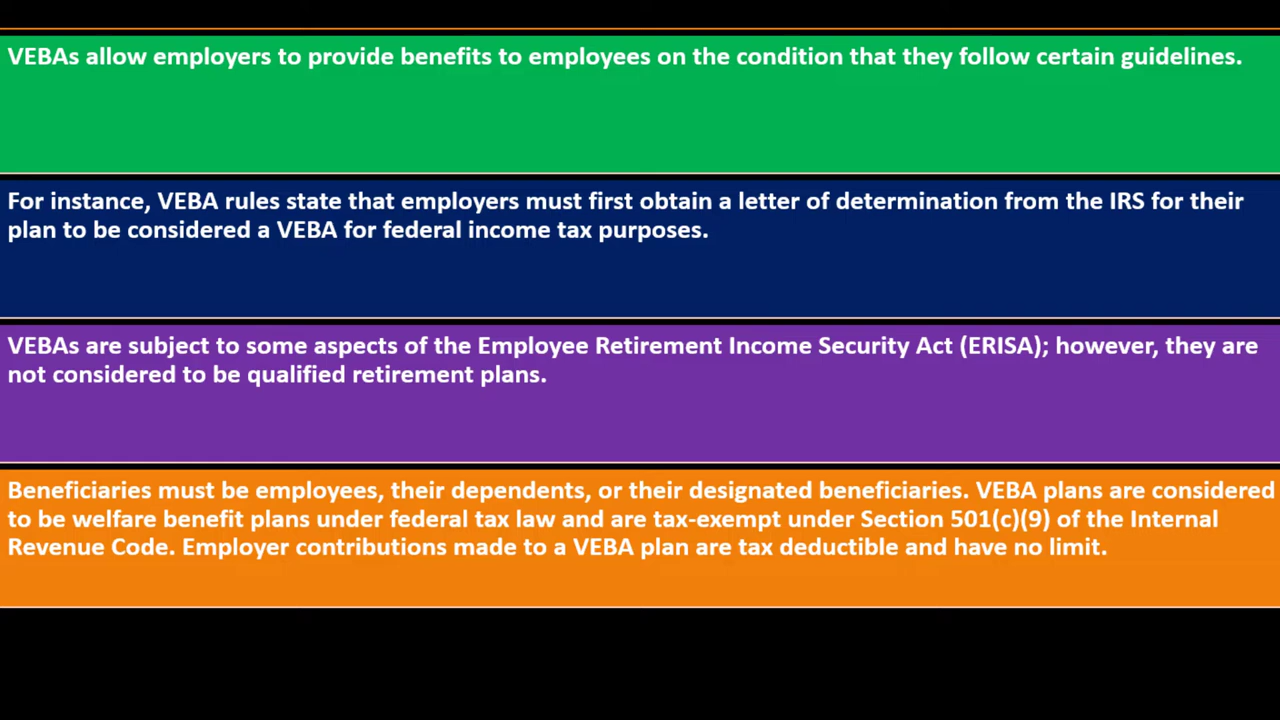 VEBAs allow employers to provide benefits to employees on the condition that they follow certain guidelines.
For instance, VEBA rules state that employers must first obtain a letter of determination from the IRS for their
plan to be considered a VEBA for federal income tax purposes.
VEBAs are subject to some aspects of the Employee Retirement Income Security Act (ERISA); however, they are
not considered to be qualified retirement plans.
Beneficiaries must be employees, their dependents, or their designated beneficiaries. VEBA plans are considered
to be welfare benefit plans under federal tax law and are tax-exempt under Section 501(c)(9) of the Internal
Revenue Code. Employer contributions made to a VEBA plan are tax deductible and have no limit.